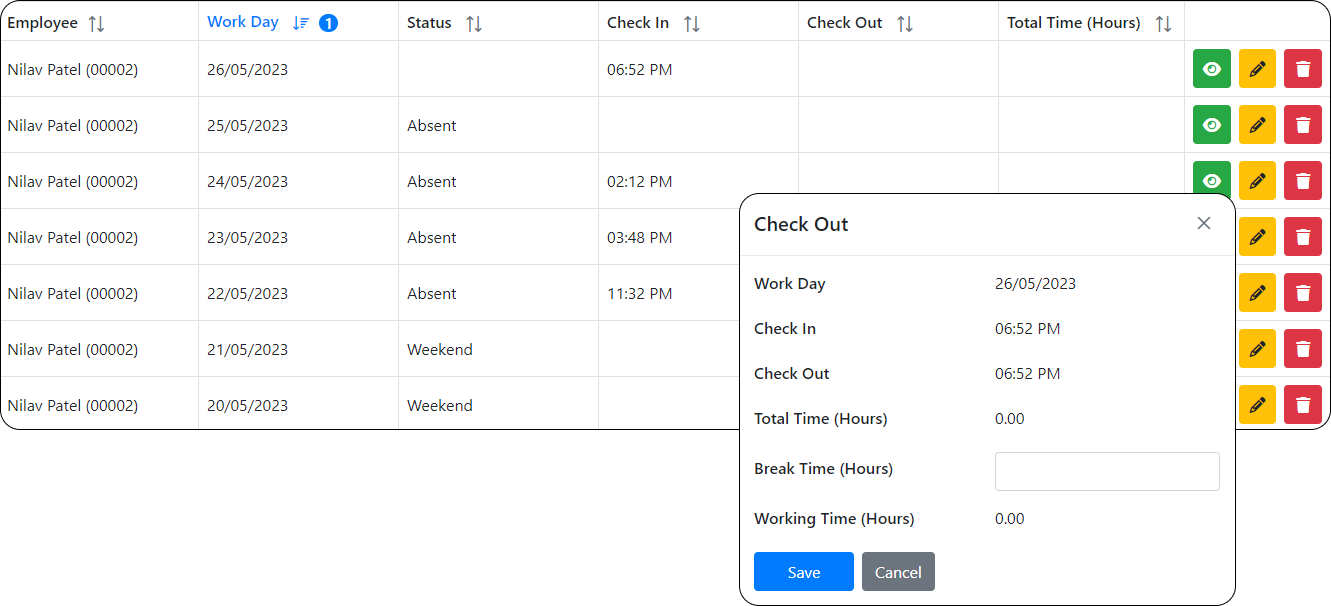 Employee Work Day 1 Status Check In Check Out Total Time (Hours)
Nilav Patel (00002) 26/05/2023 06:52 PM
Nilav Patel (00002) 25/05/2023 Absent
Nilav Patel (00002) 24/05/2023 Absent 02:12 PM
Nilav Patel (00002) 23/05/2023 Absent 03:48 PM
Nilav Patel (00002) 22/05/2023 Absent 11:32 PM
Nilav Patel (00002) 21/05/2023 Weekend
Nilav Patel (00002) 20/05/2023 Weekend
Check Out
Work Day 26/05/2023
Check In 06:52 PM
Check Out 06:52 PM
Total Time (Hours) 0.00
Break Time (Hours)
Working Time (Hours) 0.00
Save Cancel